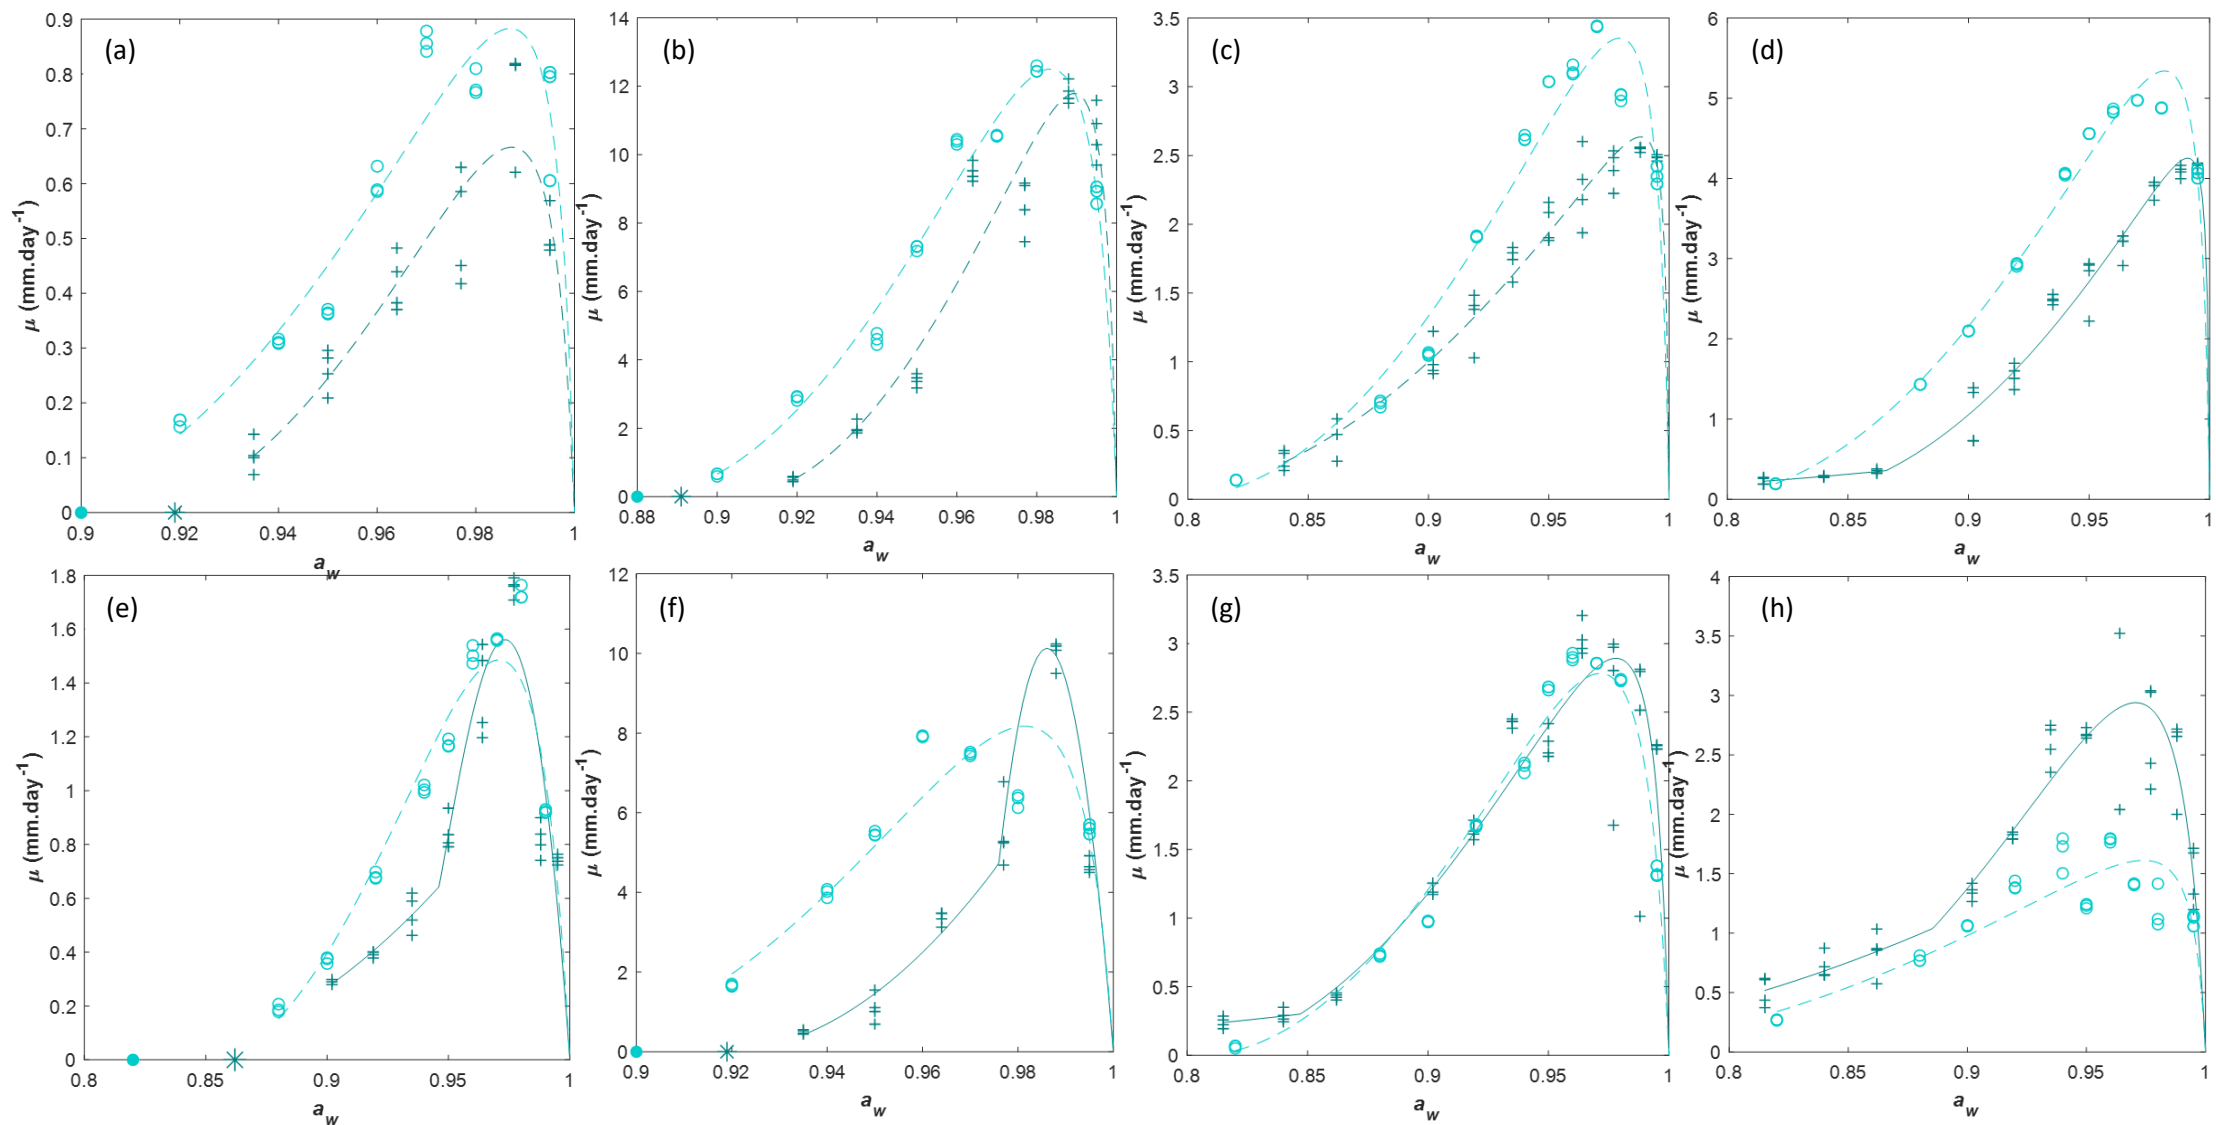 (a) (b) (c) (d)
0.9 0.8 0.7 0.6 0.5 0.4 0.3 0.2 0.1 0
μ (mm.day⁻¹)
0.9 0.92 0.94 0.96 0.98 1
a_w
14 12 10 8 6 4 2 0
μ (mm.day⁻¹)
0.88 0.9 0.92 0.94 0.96 0.98 1
a_w
3.5 3 2.5 2 1.5 1 0.5 0
μ (mm.day⁻¹)
0.8 0.85 0.9 0.95 1
a_w
6 5 4 3 2 1 0
μ (mm.day⁻¹)
0.8 0.85 0.9 0.95 1
a_w
(e) (f) (g) (h)
1.8 1.6 1.4 1.2 1 0.8 0.6 0.4 0.2 0
μ (mm.day⁻¹)
0.8 0.85 0.9 0.95 1
a_w
12 10 8 6 4 2 0
μ (mm.day⁻¹)
0.9 0.92 0.94 0.96 0.98 1
a_w
3.5 3 2.5 2 1.5 1 0.5 0
μ (mm.day⁻¹)
0.8 0.85 0.9 0.95 1
a_w
4 3.5 3 2.5 2 1.5 1 0.5 0
μ (mm.day⁻¹)
0.8 0.85 0.9 0.95 1
a_w